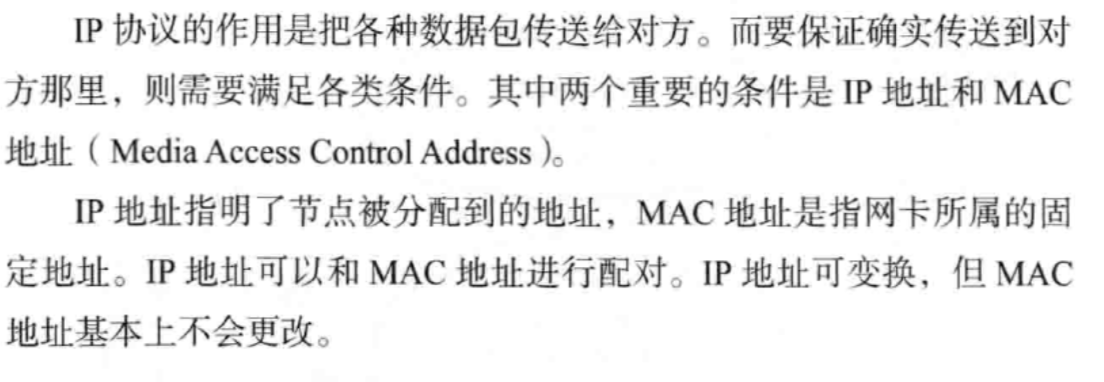 IP 协议的作用是把各种数据包传送给对方。而要保证确实传送到对
方那里，则需要满足各类条件。其中两个重要的条件是 IP 地址和 MAC
地址（Media Access Control Address）。
IP 地址指明了节点被分配到的地址，MAC 地址是指网卡所属的固
定地址。IP 地址可以和 MAC 地址进行配对。IP 地址可变换，但 MAC
地址基本上不会更改。